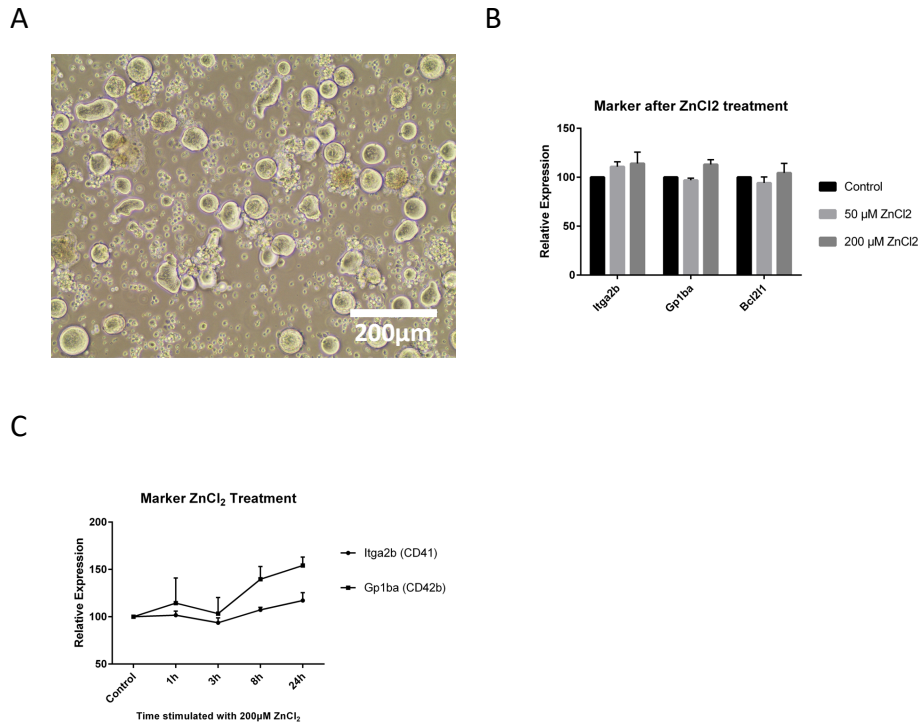 A
200µm
B
Marker after ZnCl2 treatment
Relative Expression
150
100
50
0
Itga2b
Gp1ba
Bcl2l1
Control
50 µM ZnCl2
200 µM ZnCl2
C
Marker ZnCl₂ Treatment
Relative Expression
200
150
100
50
Control
1h
3h
8h
24h
Time stimulated with 200µM ZnCl₂
Itga2b (CD41)
Gp1ba (CD42b)